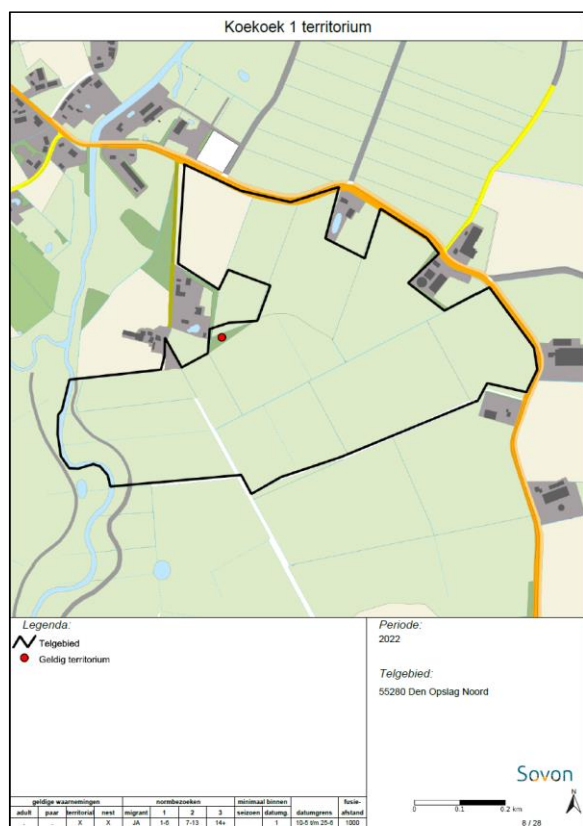 Koekoek 1 territorium
Legenda:
Telgebied
Geldig territorium
Periode:
2022
Telgebied:
55280 Den Opslag Noord
Sovon
N
0 0.1 0.2 km
8 / 28
geldige waarnemingen normbezoeken minimaal binnen fusie-
adult paar territorial nest migrant 1 2 3 seizoen datumg. datumgrens afstand
. . X X JA 1-6 7-13 14+ . 1 10-5 t/m 25-6 1000